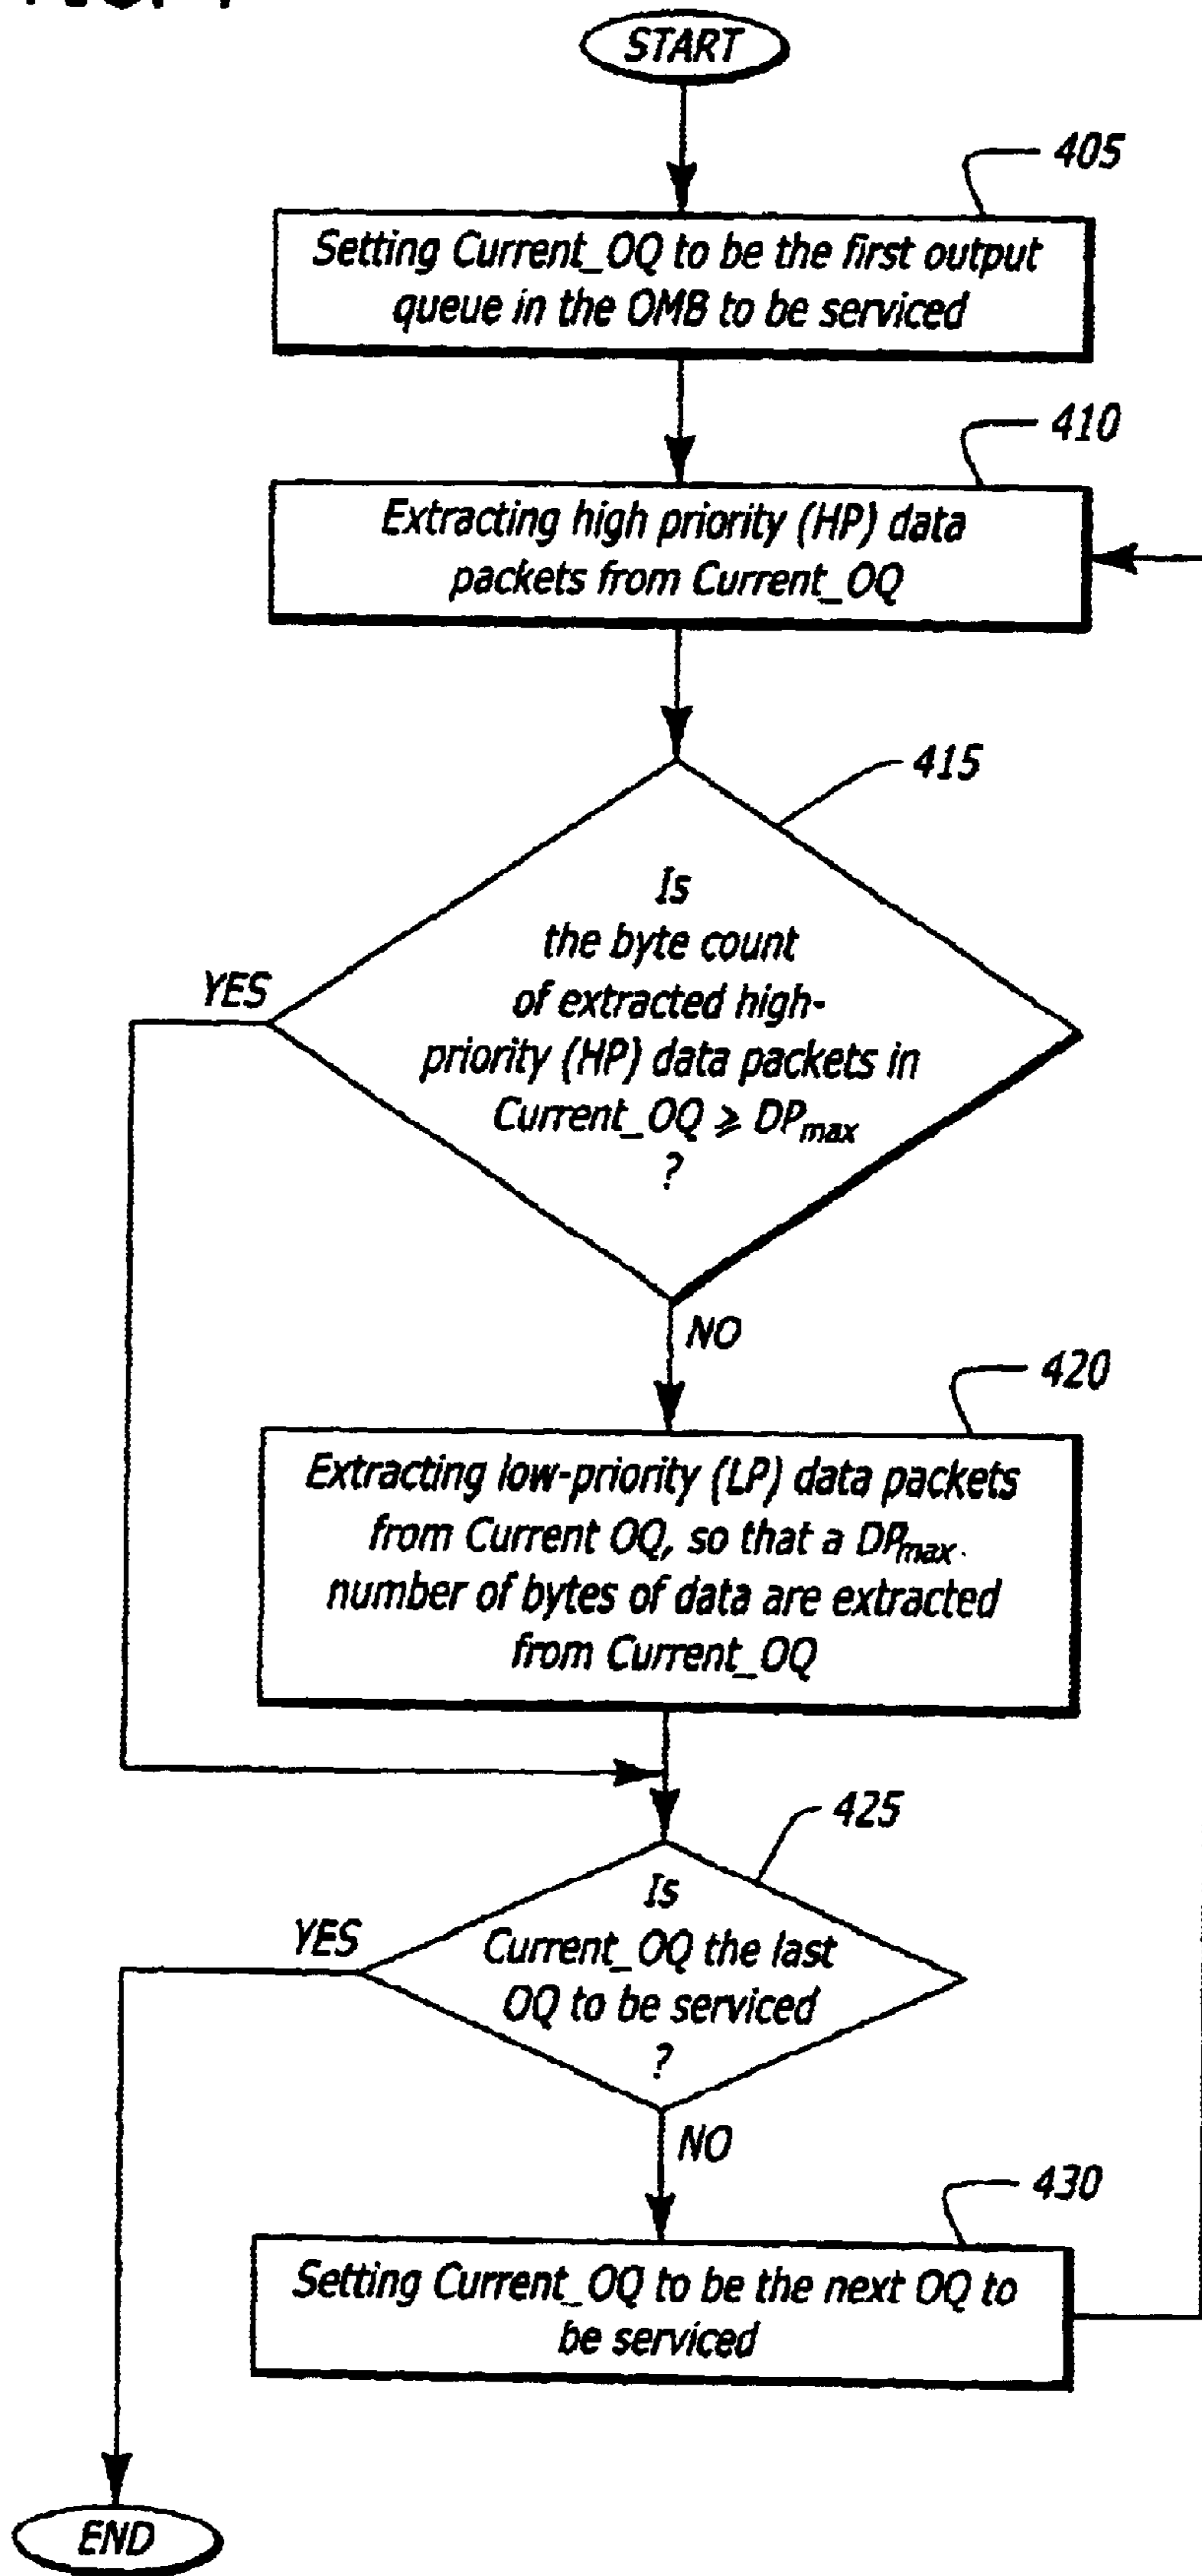 START
405
Setting Current_OQ to be the first output
queue in the OMB to be serviced
410
Extracting high priority (HP) data
packets from Current_OQ
415
Is
the byte count
of extracted high-
priority (HP) data packets in
Current_OQ ⩾ DPmax
?
YES
NO
420
Extracting low-priority (LP) data packets
from Current OQ, so that a DPmax.
number of bytes of data are extracted
from Current_OQ
425
Is
Current_OQ the last
OQ to be serviced
?
YES
NO
430
Setting Current_OQ to be the next OQ to
be serviced
END